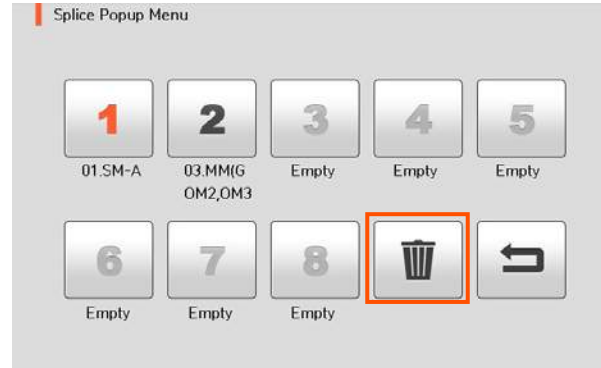 Splice Popup Menu
1 2 3 4 5
01.SM-A 03.MM(G Empty Empty Empty
OM2,OM3
6 7 8
Empty Empty Empty